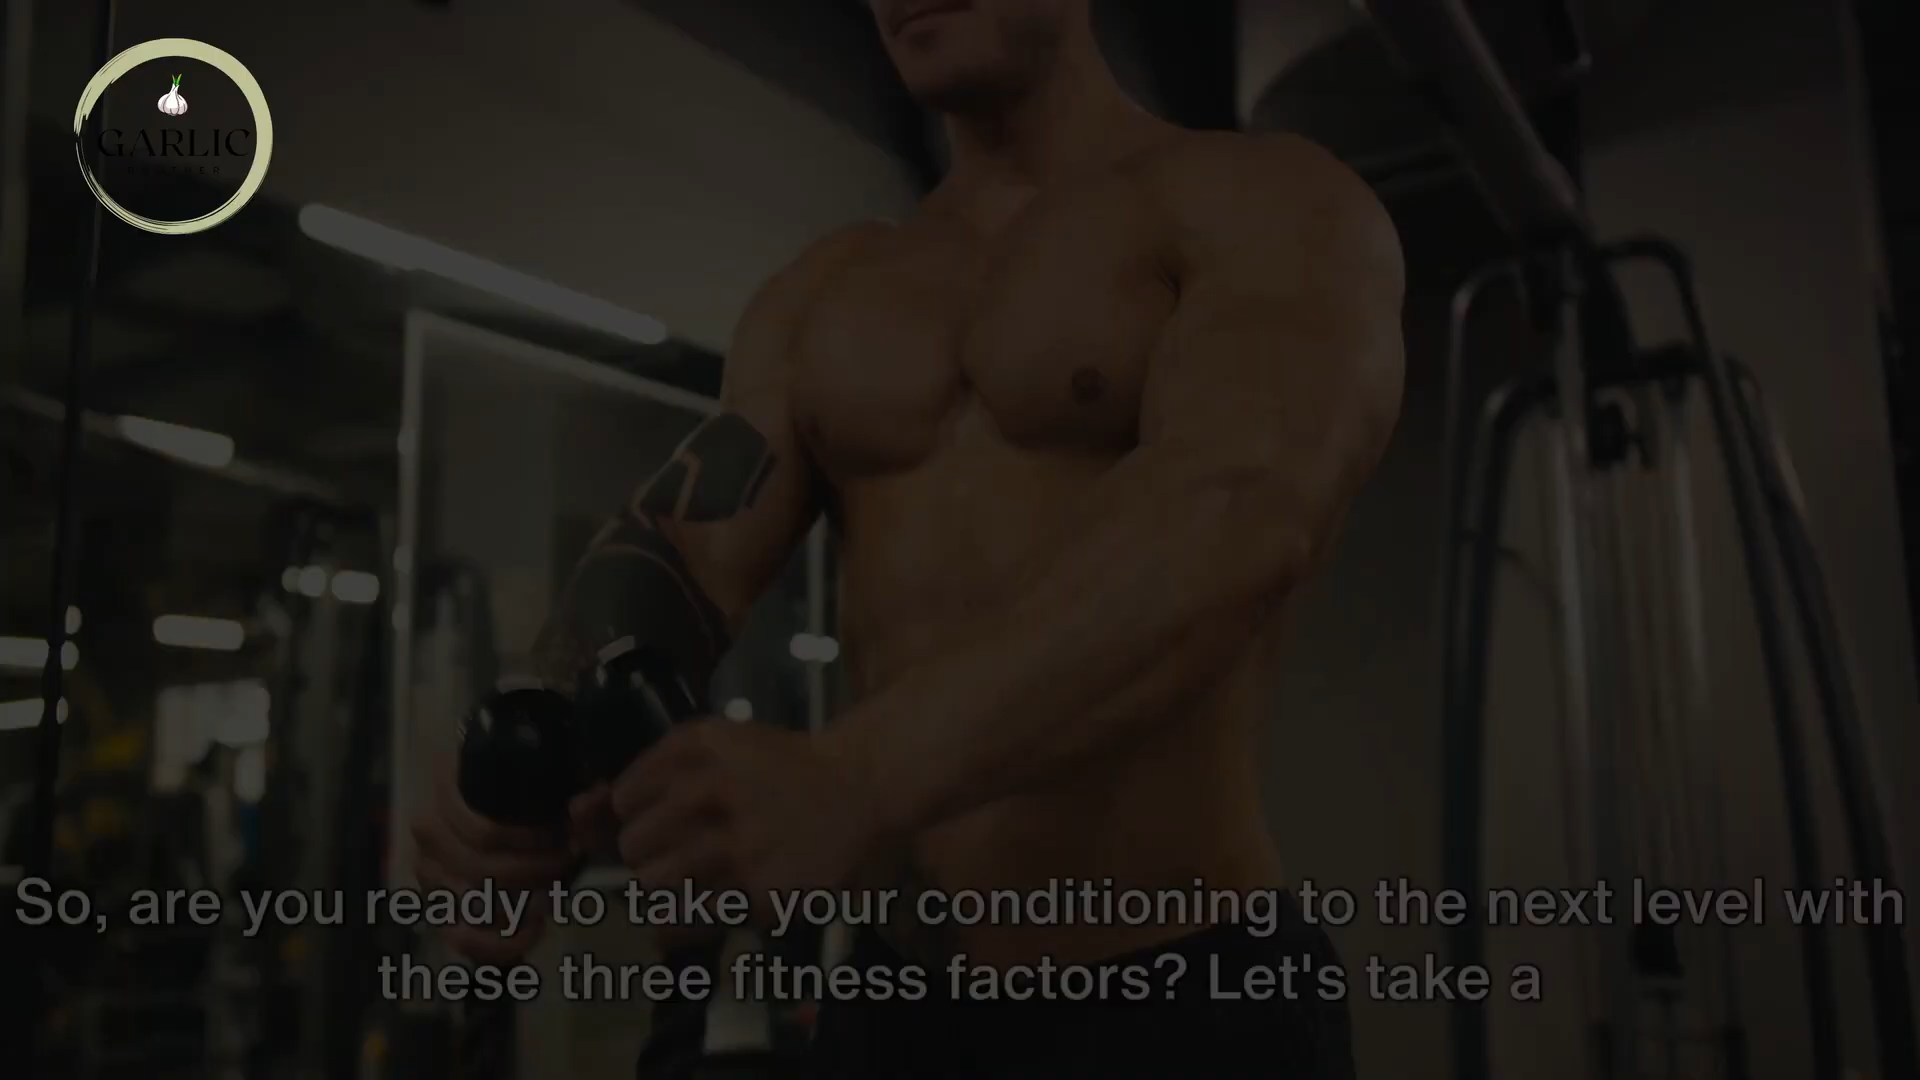 GARLIC
So, are you ready to take your conditioning to the next level with
these three fitness factors? Let's take a